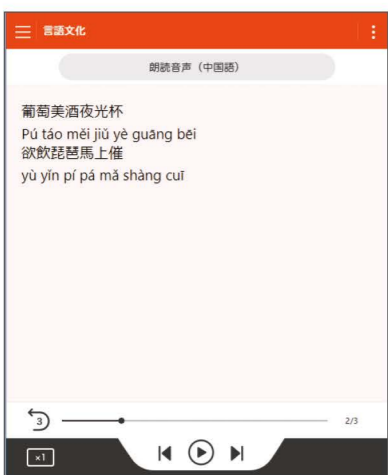 言語文化
朗読音声（中国語）
葡萄美酒夜光杯
Pú táo měi jiǔ yè guāng bēi
欲飲琵琶馬上催
yù yǐn pí pá mǎ shàng cuī
3
2/3
×1